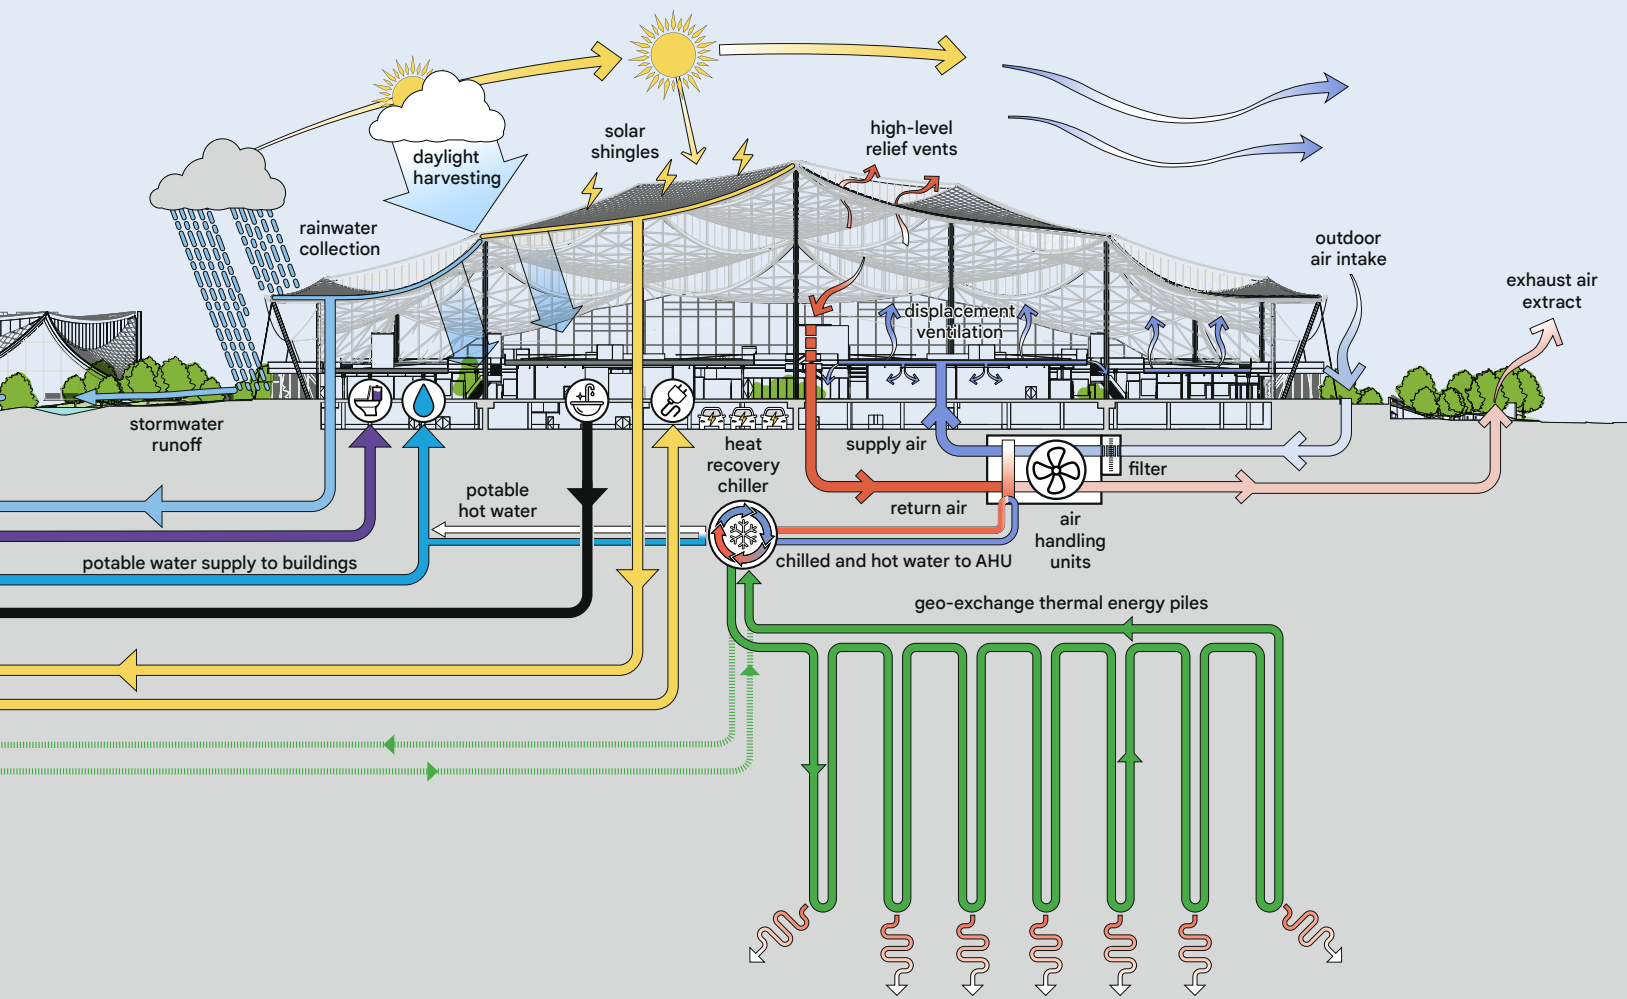 solar
shingles
high-level
relief vents
daylight
harvesting
rainwater
collection
outdoor
air intake
exhaust air
extract
displacement
ventilation
stormwater
runoff
heat
recovery
chiller
supply air
filter
potable
hot water
return air
air
handling
units
potable water supply to buildings
chilled and hot water to AHU
geo-exchange thermal energy piles